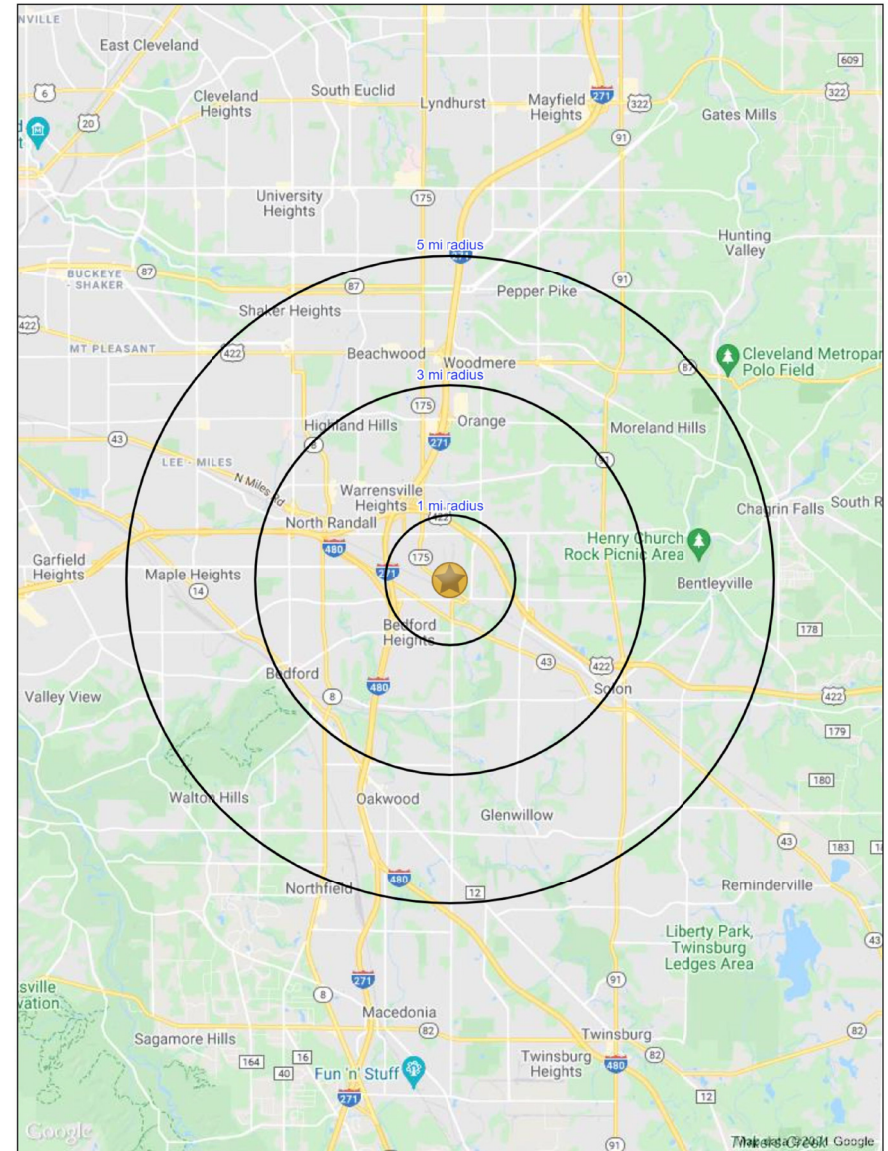 NVILLE
East Cleveland
609
6
322
271
Cleveland
Heights
South Euclid
Lyndhurst
Mayfield
Heights
322
Gates Mills
20
91
University
Heights
175
Hunting
Valley
5 mi radius
BUCKEYE
- SHAKER
87
87
91
Pepper Pike
Shaker Heights
422
MT PLEASANT
422
Beachwood
Woodmere
87
Cleveland Metropar
Polo Field
3 mi radius
175
Highland Hills
Orange
Moreland Hills
43
8
271
LEE - MILES
91
N Miles Rd
Warrensville
Heights
1 mi radius
Chagrin Falls
South R
North Randall
422
480
175
Henry Church
Rock Picnic Area
Garfield
Heights
Maple Heights
271
Bentleyville
14
Bedford
Heights
178
43
422
Bedford
480
Solon
Valley View
8
422
179
180
Walton Hills
Oakwood
Glenwillow
43
183
480
Northfield
12
Reminderville
Liberty Park,
Twinsburg
Ledges Area
43
sville
vation
271
91
8
Macedonia
82
82
Sagamore Hills
Twinsburg
164
16
40
Fun 'n' Stuff
Twinsburg
Heights
480
82
271
12
Google
91
Google